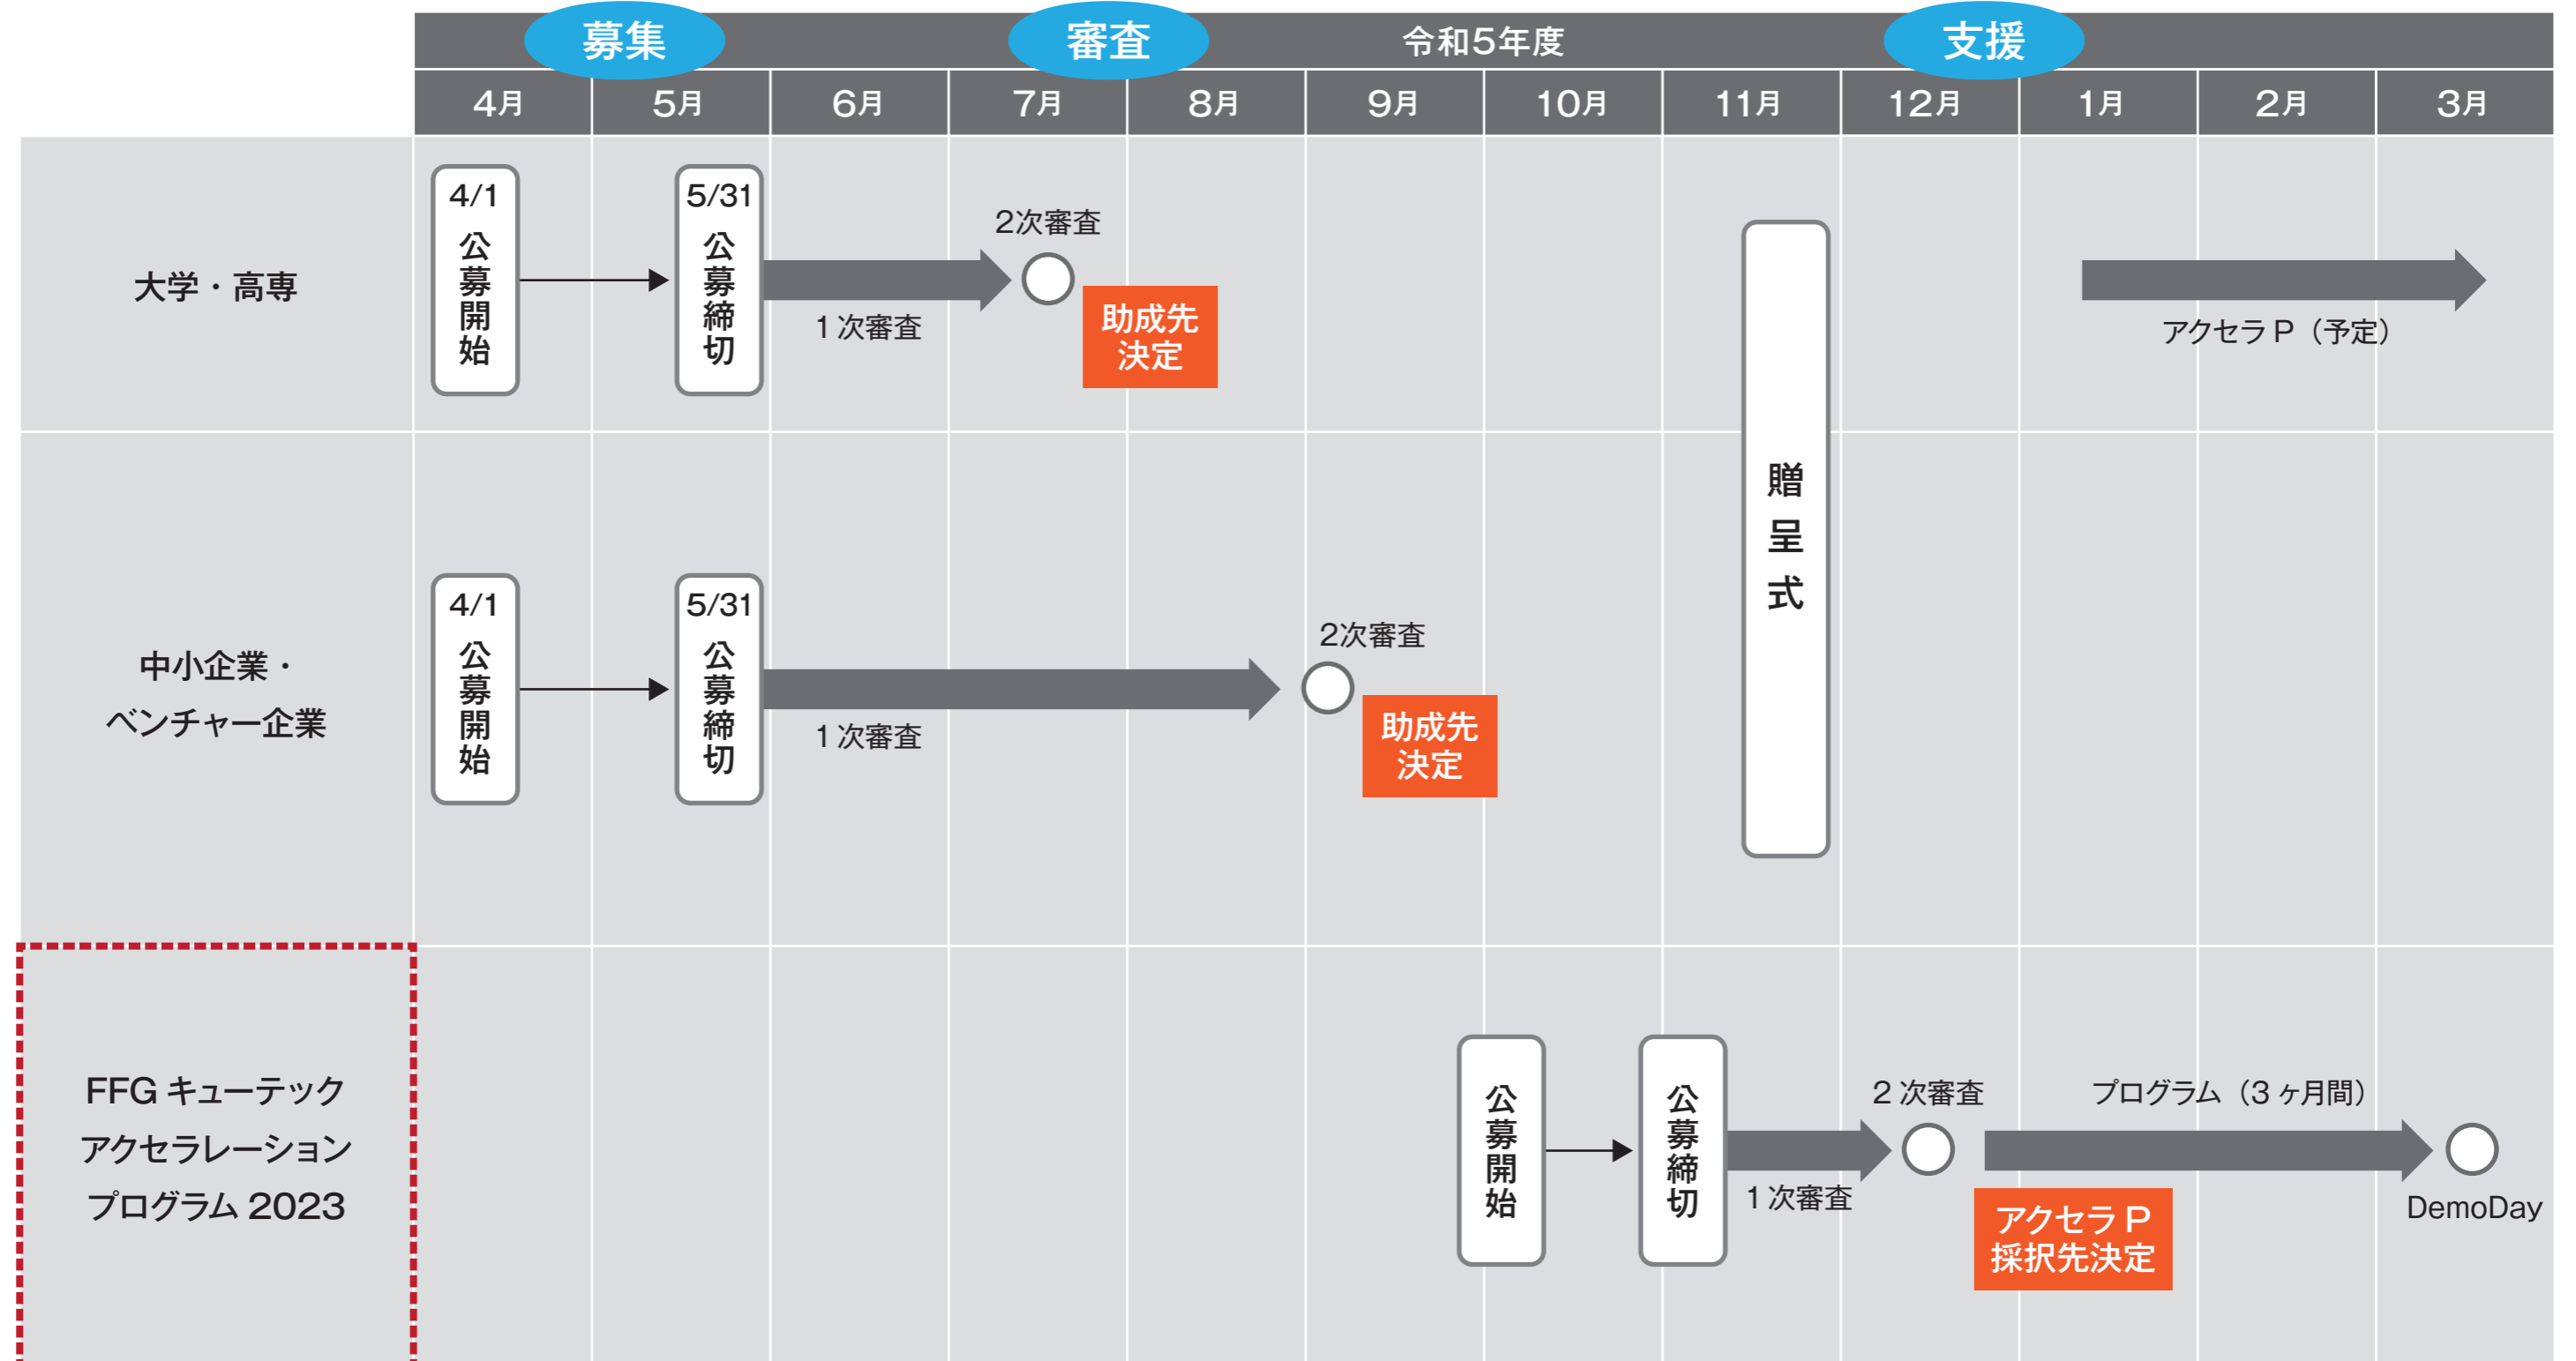 募集
審査
令和5年度
支援
4月
5月
6月
7月
8月
9月
10月
11月
12月
1月
2月
3月
大学・高専
4/1
公募開始
5/31
公募締切
1次審査
2次審査
助成先
決定
贈呈式
アクセラP（予定）
中小企業・
ベンチャー企業
4/1
公募開始
5/31
公募締切
1次審査
2次審査
助成先
決定
FFGキューテック
アクセラレーション
プログラム2023
公募開始
公募締切
1次審査
2次審査
アクセラP
採択先決定
プログラム（3ヶ月間）
DemoDay